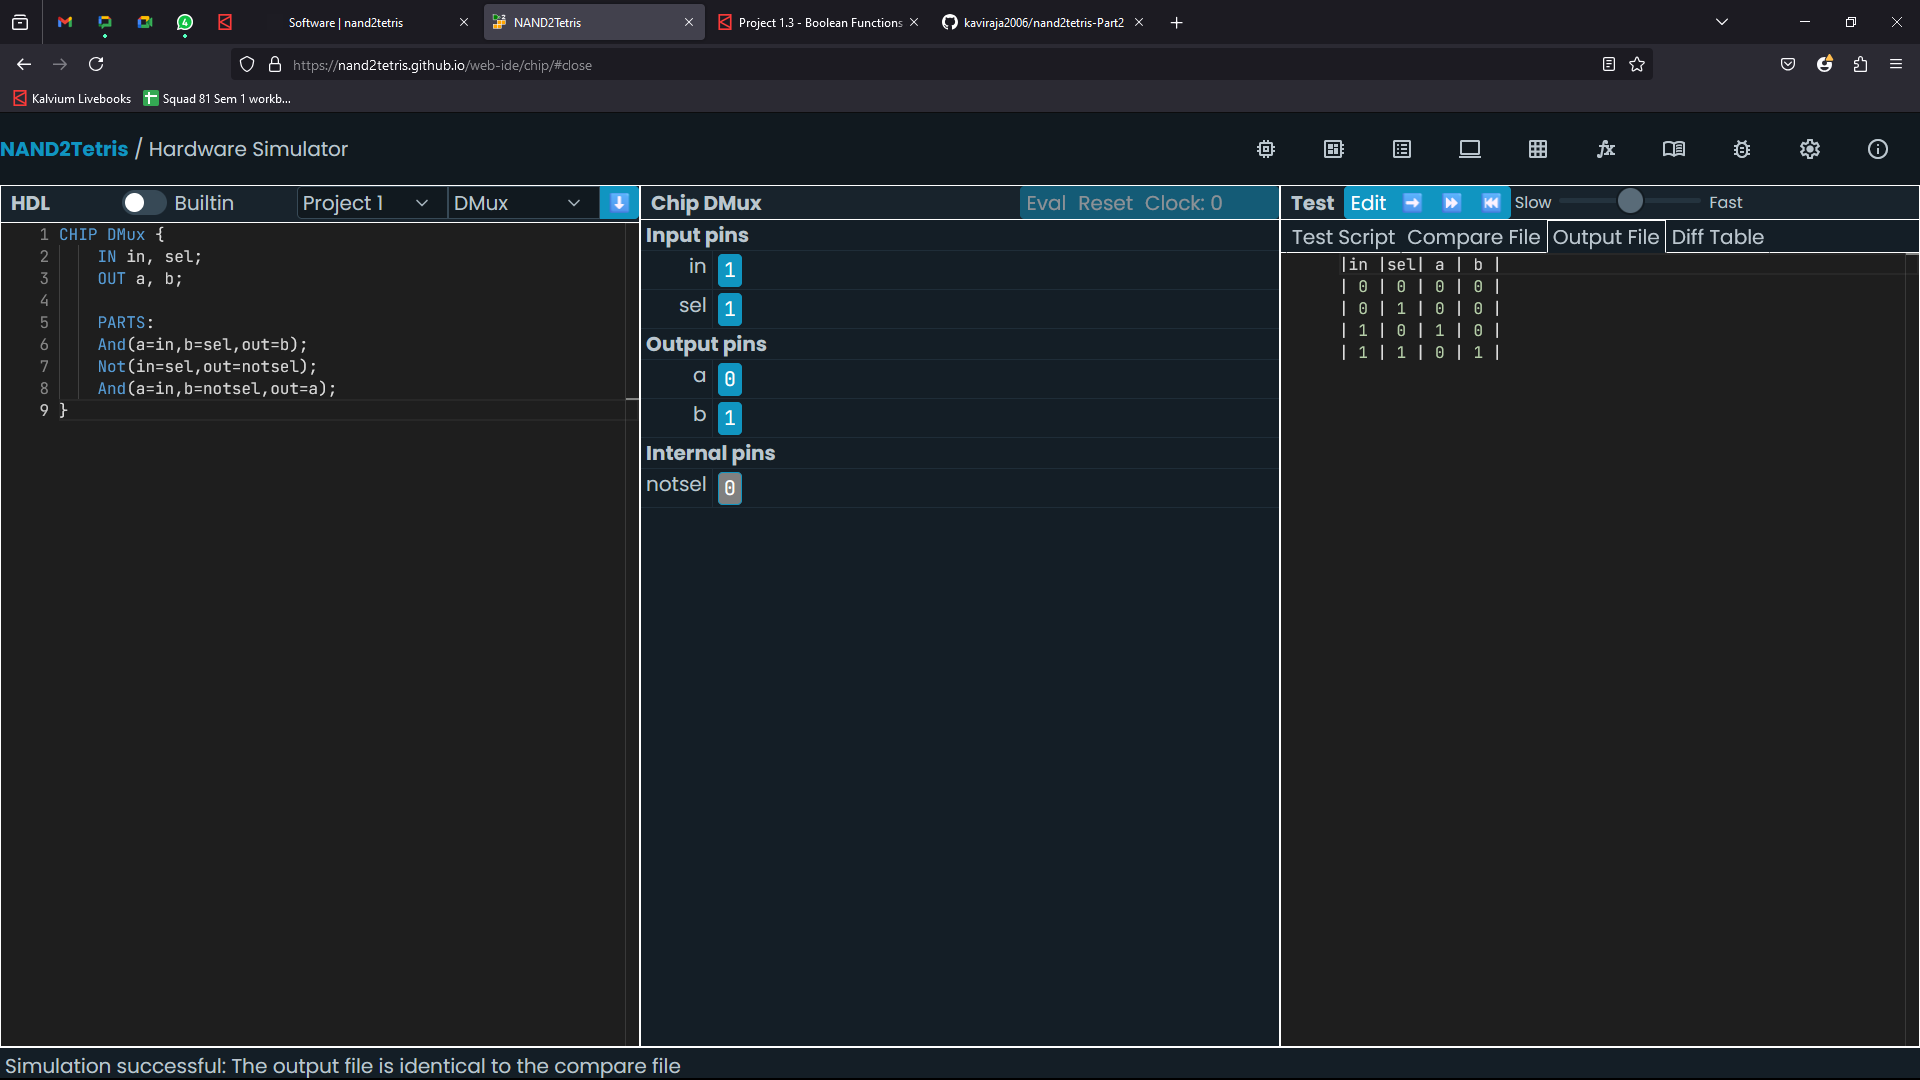 4
Software | nand2tetris
NAND2Tetris
Project 1.3 - Boolean Functions
kaviraja2006/nand2tetris-Part2
https://nand2tetris.github.io/web-ide/chip/#close
Kalvium Livebooks
Squad 81 Sem 1 workb...
NAND2Tetris / Hardware Simulator
HDL
Builtin
Project 1
DMux
1 CHIP DMux {
2 IN in, sel;
3 OUT a, b;
4
5 PARTS:
6 And(a=in,b=sel,out=b);
7 Not(in=sel,out=notsel);
8 And(a=in,b=notsel,out=a);
9 }
Chip DMux
Eval Reset Clock: 0
Input pins
in 1
sel 1
Output pins
a 0
b 1
Internal pins
notsel 0
Test
Edit
Slow
Fast
Test Script Compare File Output File Diff Table
|in |sel| a | b |
| 0 | 0 | 0 | 0 |
| 0 | 1 | 0 | 0 |
| 1 | 0 | 1 | 0 |
| 1 | 1 | 0 | 1 |
Simulation successful: The output file is identical to the compare file